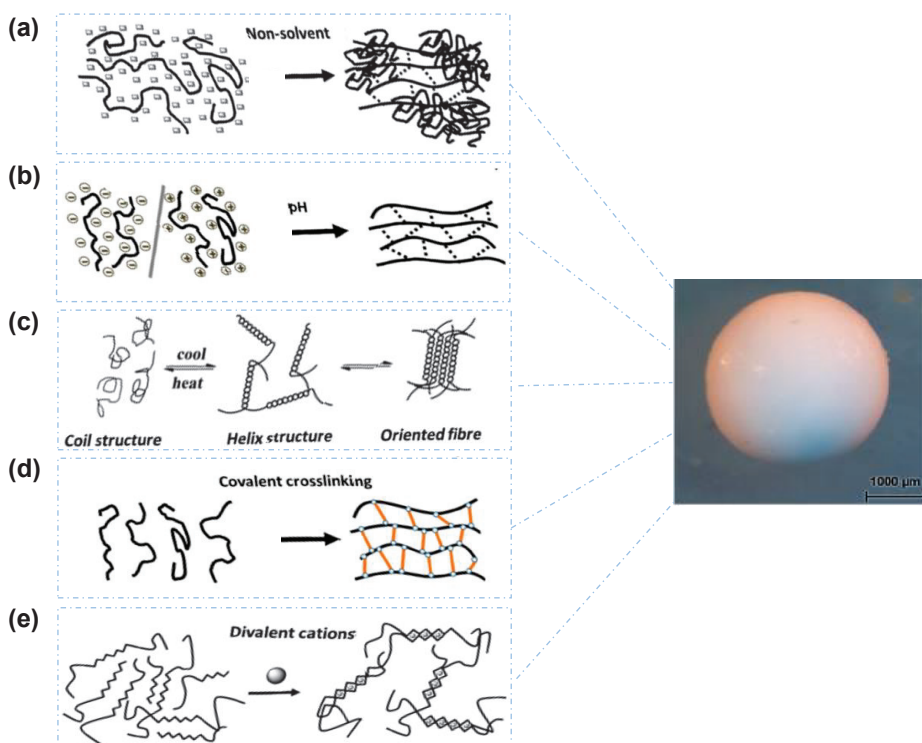 (a)
Non-solvent
(b)
pH
(c)
cool
heat
Coil structure
Helix structure
Oriented fibre
(d)
Covalent crosslinking
(e)
Divalent cations
1000 µm